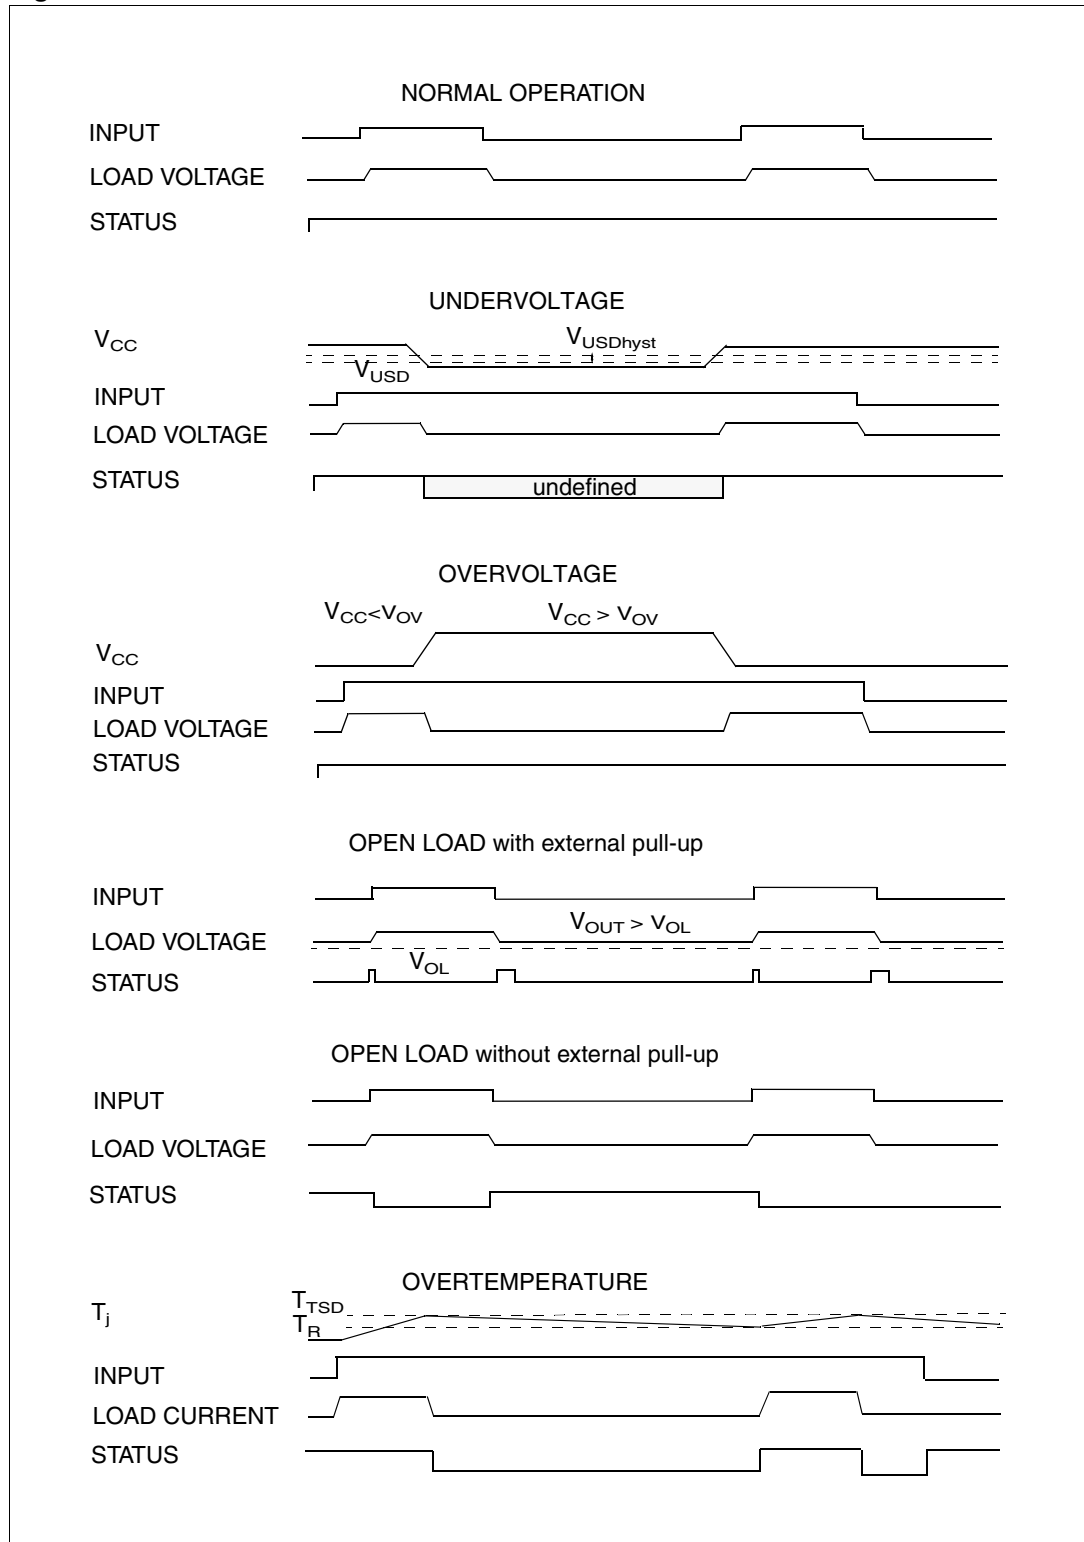 NORMAL OPERATION
INPUT
LOAD VOLTAGE
STATUS
UNDERVOLTAGE
VCC
VUSDhyst
VUSD
INPUT
LOAD VOLTAGE
STATUS
undefined
OVERVOLTAGE
VCC<VOV
VCC > VOV
VCC
INPUT
LOAD VOLTAGE
STATUS
OPEN LOAD with external pull-up
INPUT
VOUT > VOL
LOAD VOLTAGE
VOL
STATUS
OPEN LOAD without external pull-up
INPUT
LOAD VOLTAGE
STATUS
OVERTEMPERATURE
Tj
TTSD
TR
INPUT
LOAD CURRENT
STATUS